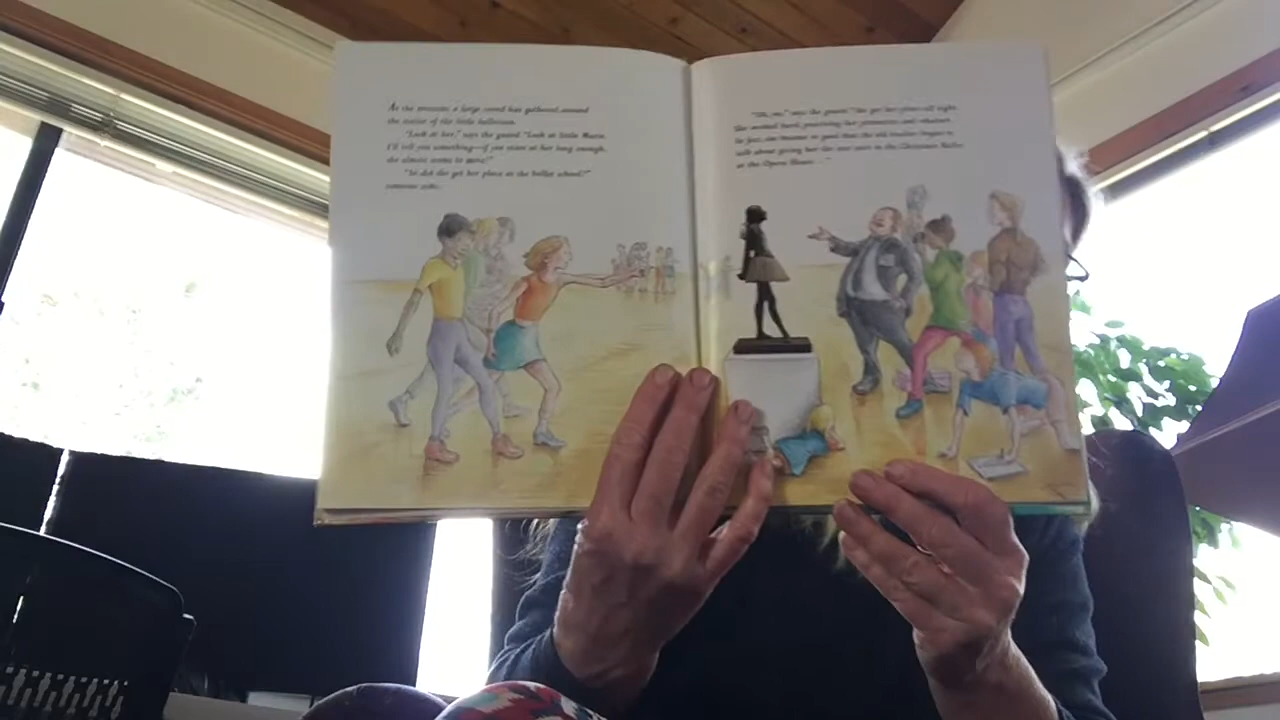 At the museum a large crowd has gathered around
the statue of the little ballerina.
"Look at her," says the guard. "Look at little Marie.
I'll tell you something—if you stare at her long enough,
she almost seems to move!"
"So did she get her place at the ballet school?"
someone asks.
"Oh, yes," says the guard. "She got her place all right.
She worked hard, practicing her pirouettes and
In fact, she became so good that the old teacher began to
talk about giving her the star part in the Christmas Ballet
at the Opera House. . ."